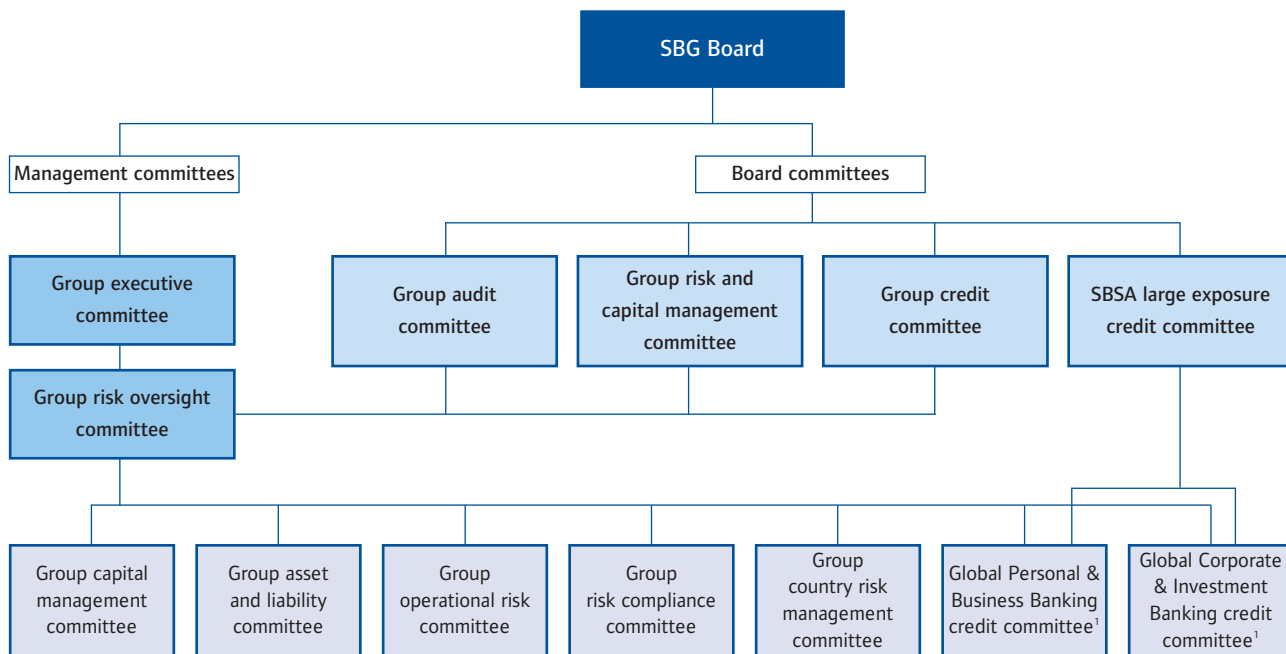 SBG Board
Management committees
Board committees
Group executive
committee
Group audit
committee
Group risk and
capital management
committee
Group credit
committee
SBSA large exposure
credit committee
Group risk oversight
committee
Group capital
management
committee
Group asset
and liability
committee
Group
operational risk
committee
Group
risk compliance
committee
Group
country risk
management
committee
Global Personal &
Business Banking
credit committee¹
Global Corporate
& Investment
Banking credit
committee¹